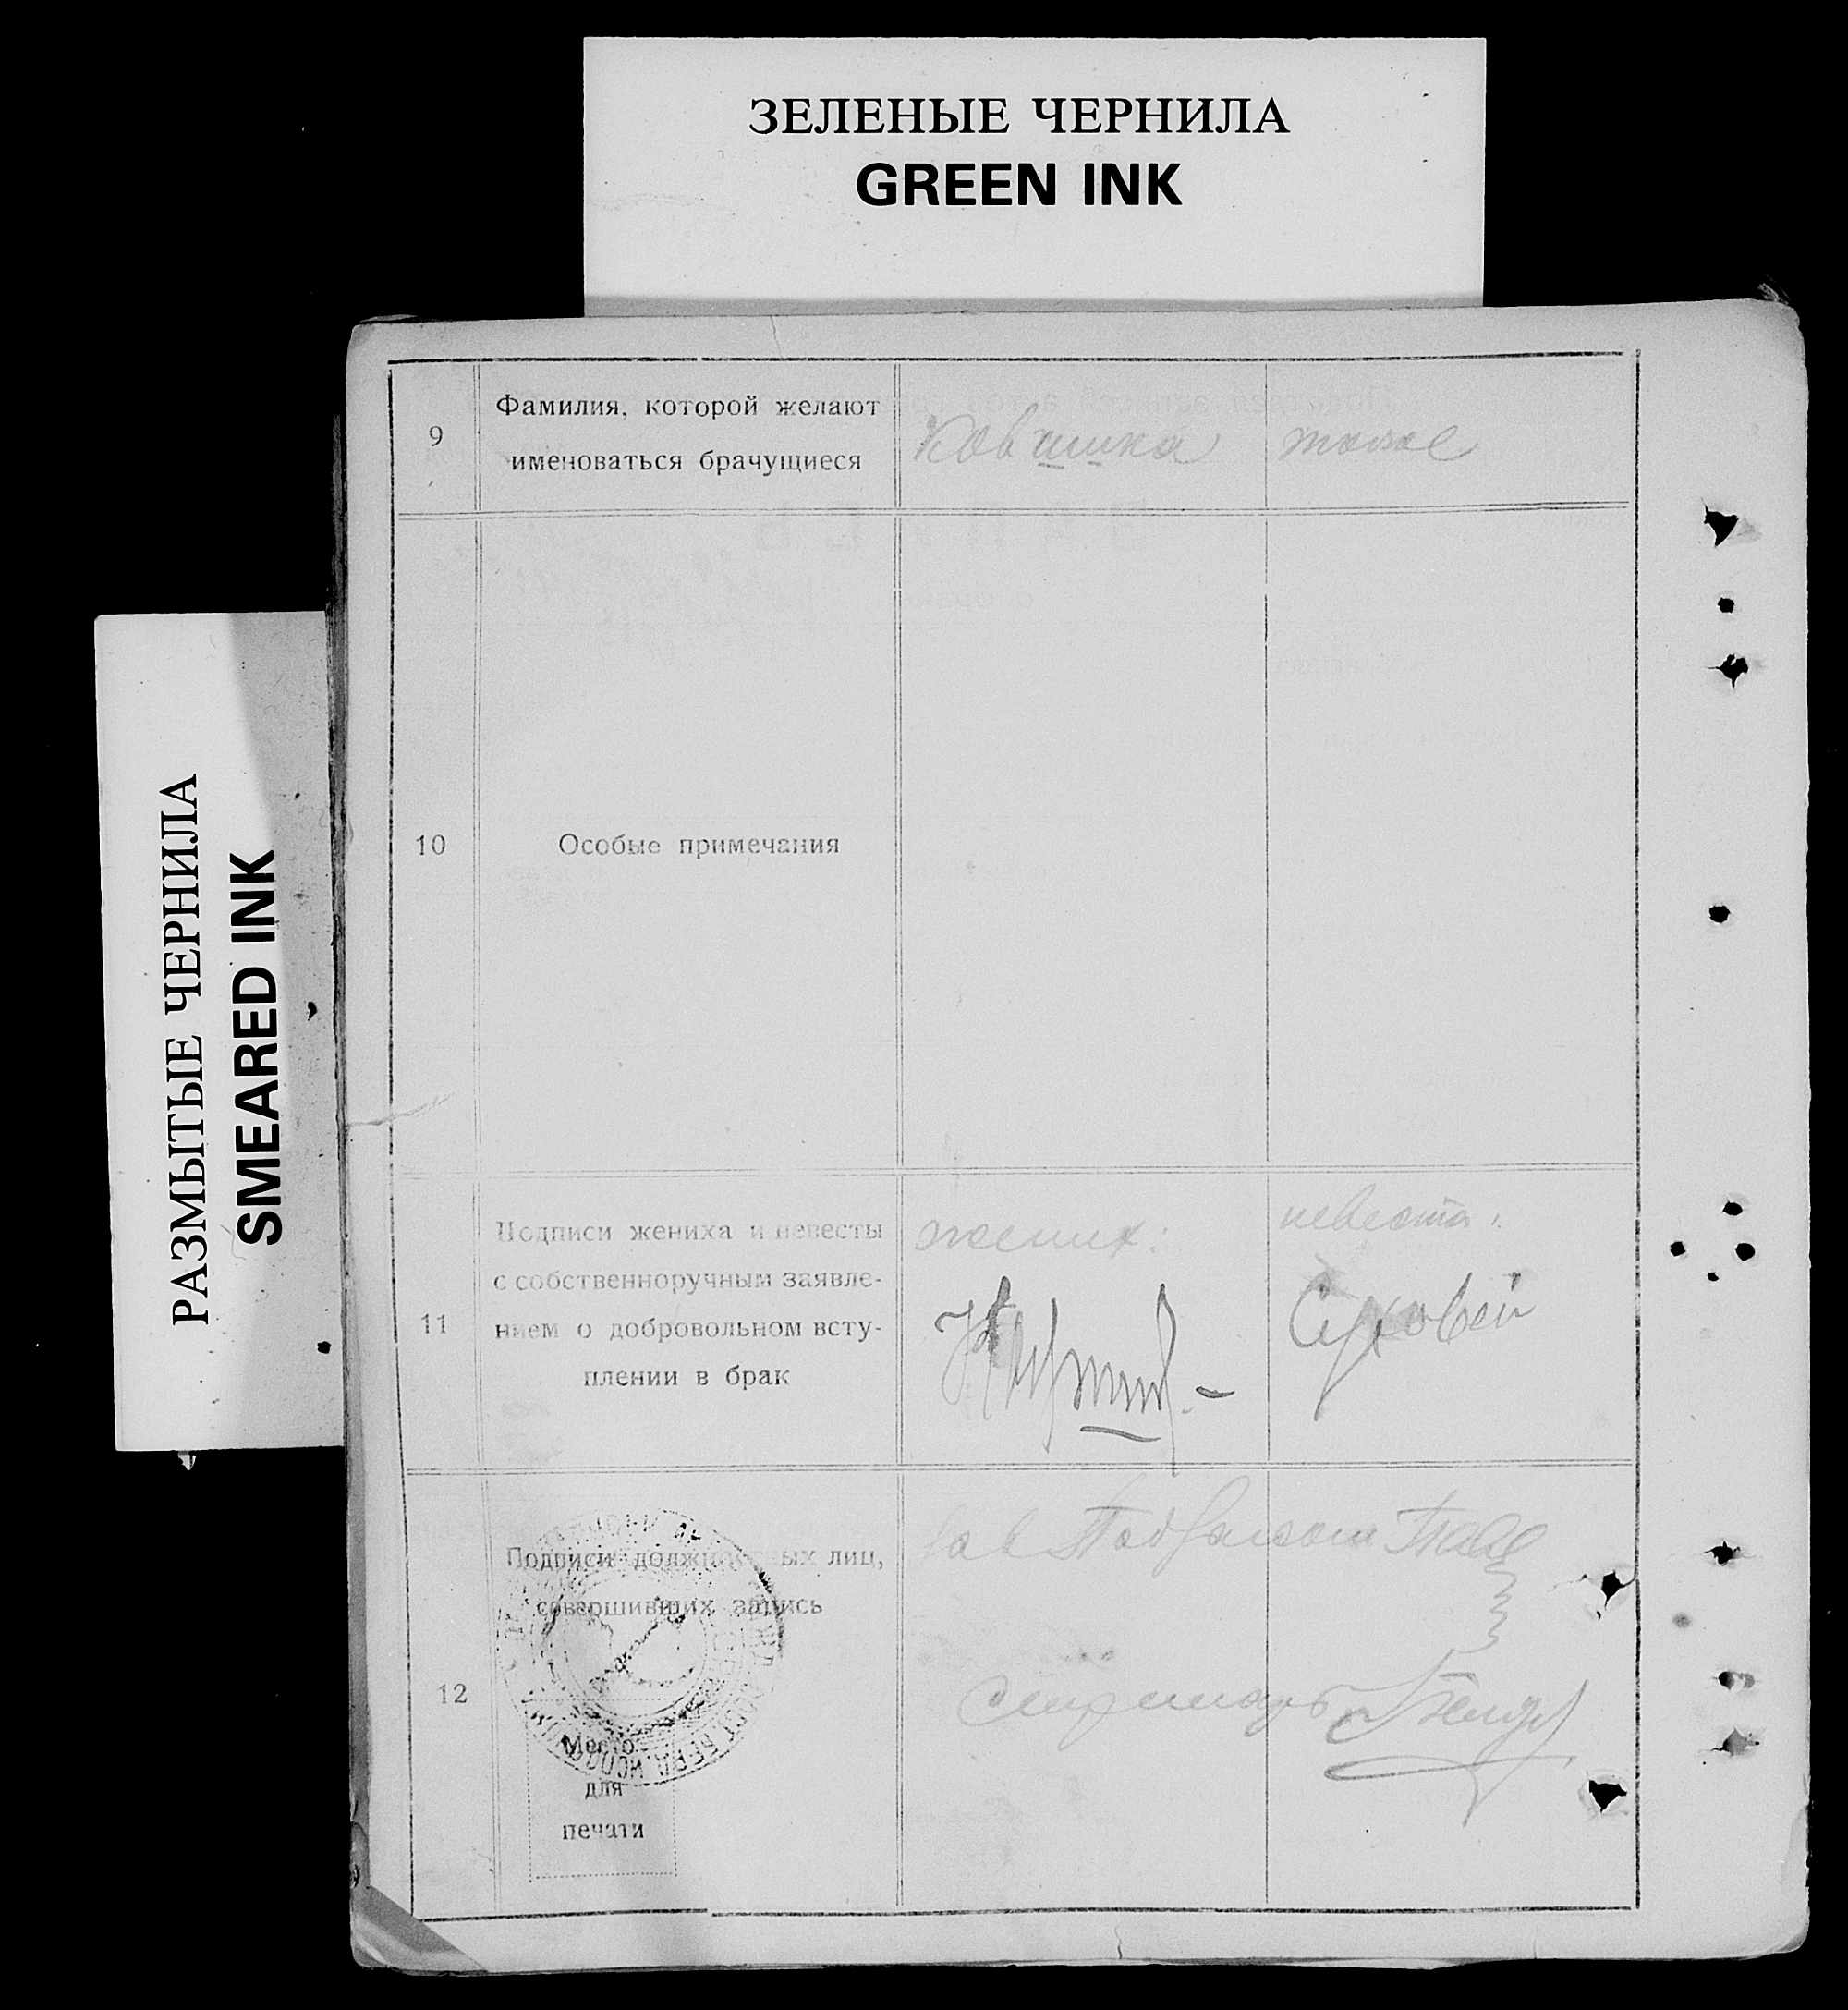 ЗЕЛЕНЫЕ ЧЕРНИЛА
GREEN INK
РАЗМЫТЫЕ ЧЕРНИЛА
SMEARED INK
9
Фамилия, которой желают
именоваться брачущиеся
тоже
10
Особые примечания
11
Подписи жениха и невесты
с собственноручным заявле-
нием о добровольном всту-
плении в брак
жених:
невеста:
Суховей
12
Подписи должностных лиц,
совершивших запись
Место
для
печати